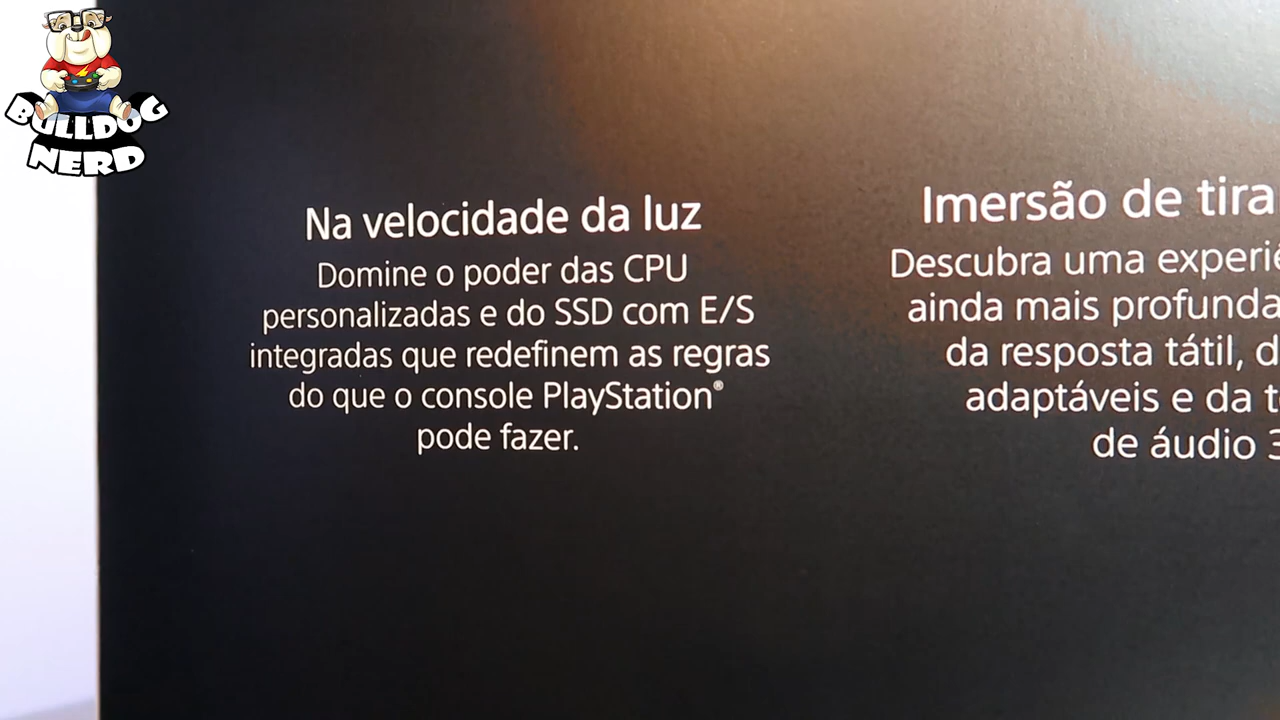 BULLDOG
NERD
Na velocidade da luz
Domine o poder das CPU
personalizadas e do SSD com E/S
integradas que redefinem as regras
do que o console PlayStation®
pode fazer.
Imersão de tira
Descubra uma
ainda mais profunda
da resposta tátil,
adaptáveis e da
de áudio